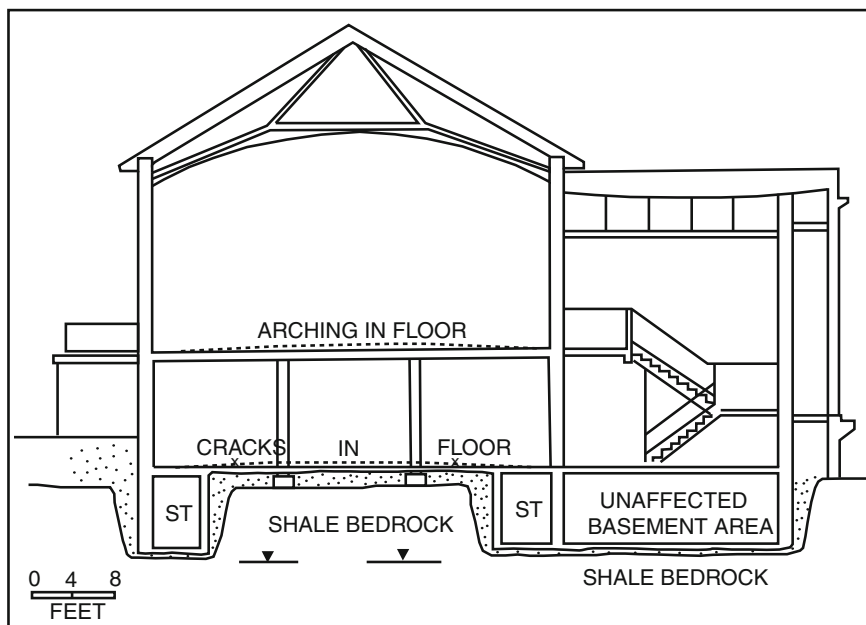 ARCHING IN FLOOR
CRACKS IN FLOOR
ST
ST
UNAFFECTED
BASEMENT AREA
SHALE BEDROCK
SHALE BEDROCK
0 4 8
FEET